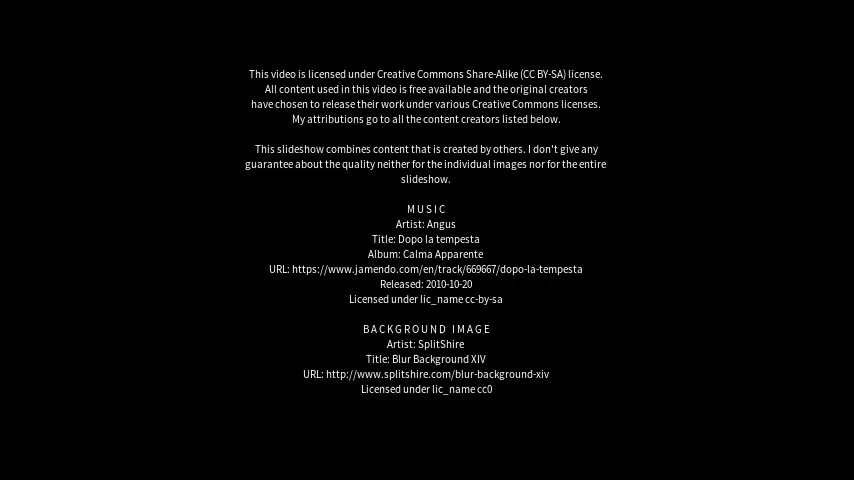 This video is licensed under Creative Commons Share-Alike (CC BY-SA) license.
All content used in this video is free available and the original creators
have chosen to release their work under various Creative Commons licenses.
My attributions go to all the content creators listed below.
This slideshow combines content that is created by others. I don't give any
guarantee about the quality neither for the individual images nor for the entire
slideshow.
MUSIC
Artist: Angus
Title: Dopo la tempesta
Album: Calma Apparente
URL: https://www.jamendo.com/en/track/669667/dopo-la-tempesta
Released: 2010-10-20
Licensed under lic_name cc-by-sa
BACKGROUND IMAGE
Artist: SplitShire
Title: Blur Background XIV
URL: http://www.splitshire.com/blur-background-xiv
Licensed under lic_name cc0